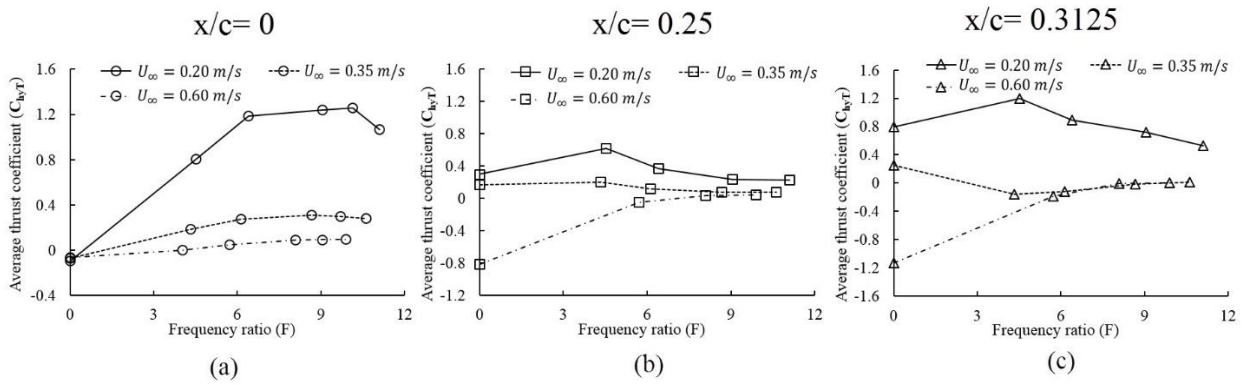 x/c= 0
x/c= 0.25
x/c= 0.3125
Average thrust coefficient (C_hyT)
1.6
1.2
0.8
0.4
0
-0.4
U∞ = 0.20 m/s
U∞ = 0.35 m/s
U∞ = 0.60 m/s
0
3
6
9
12
Frequency ratio (F)
(a)
Average thrust coefficient (C_hyT)
1.6
1.2
0.8
0.4
0
-0.4
-0.8
-1.2
U∞ = 0.20 m/s
U∞ = 0.35 m/s
U∞ = 0.60 m/s
0
3
6
9
12
Frequency ratio (F)
(b)
Average thrust coefficient (C_hyT)
1.6
1.2
0.8
0.4
0
-0.4
-0.8
-1.2
-1.6
U∞ = 0.20 m/s
U∞ = 0.35 m/s
U∞ = 0.60 m/s
0
3
6
9
12
Frequency ratio (F)
(c)